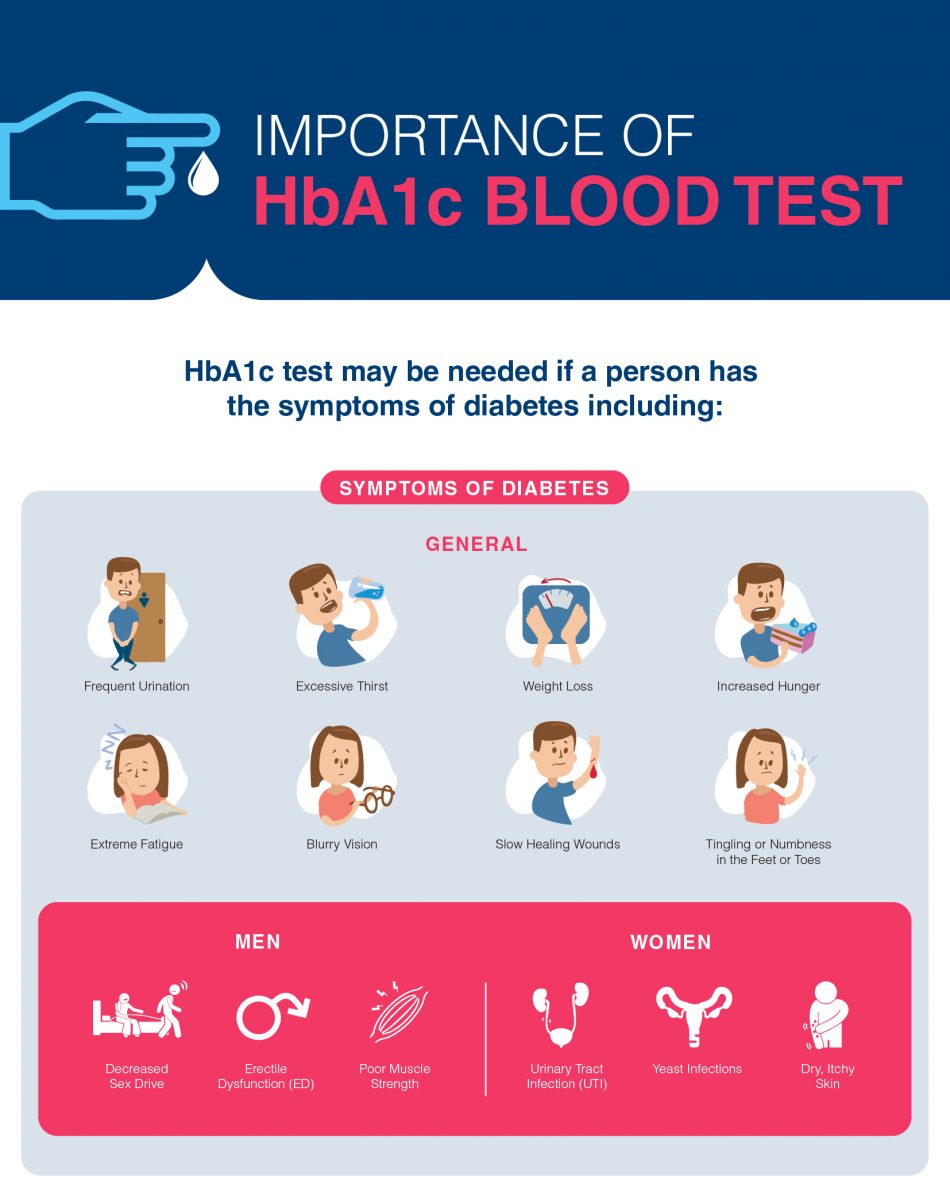 IMPORTANCE OF
HbA1c BLOOD TEST
HbA1c test may be needed if a person has
the symptoms of diabetes including:
SYMPTOMS OF DIABETES
GENERAL
Frequent Urination
Excessive Thirst
Weight Loss
Increased Hunger
Z Z Z Z
Extreme Fatigue
Blurry Vision
Slow Healing Wounds
Tingling or Numbness
in the Feet or Toes
MEN
Decreased
Sex Drive
Erectile
Dysfunction (ED)
Poor Muscle
Strength
WOMEN
Urinary Tract
Infection (UTI)
Yeast Infections
Dry, Itchy
Skin